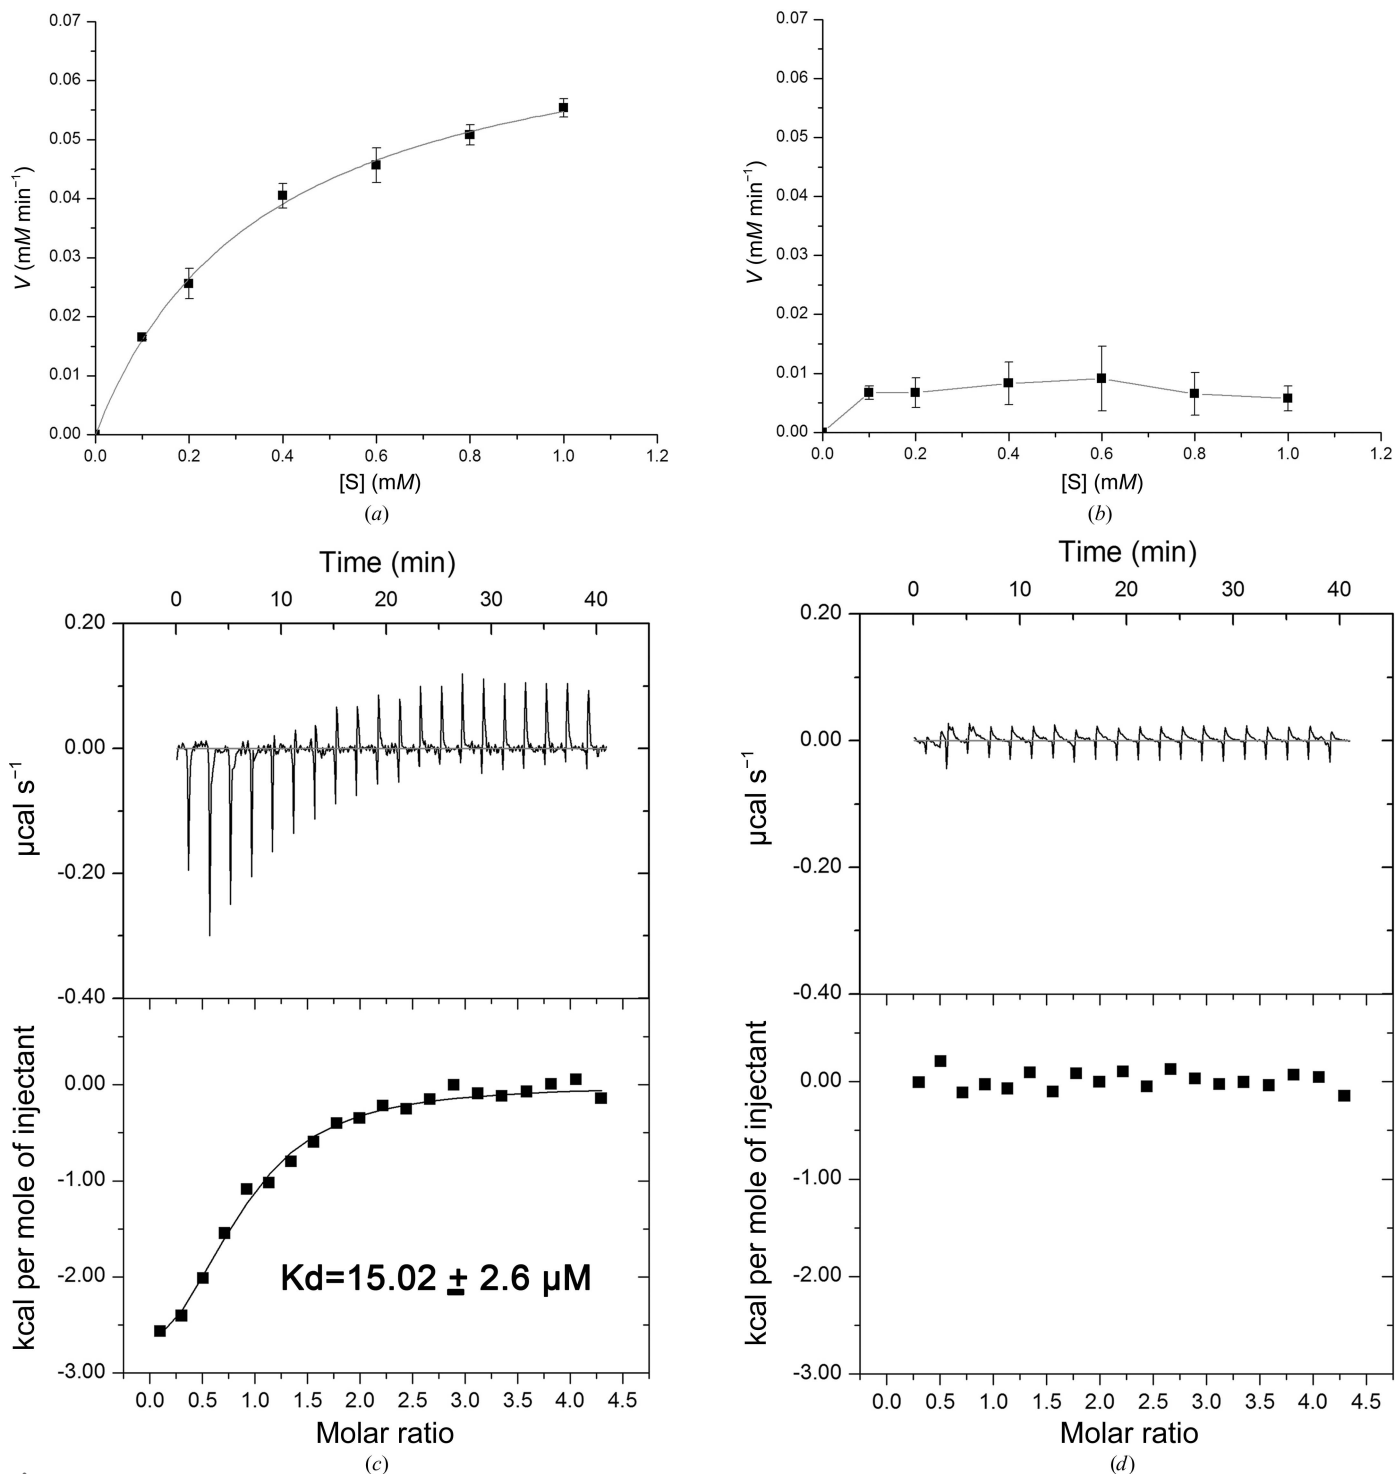 0.07
0.06
0.05
0.04
0.03
0.02
0.01
0.00
V (mM min⁻¹)
0.0 0.2 0.4 0.6 0.8 1.0 1.2
[S] (mM)
(a)
0.07
0.06
0.05
0.04
0.03
0.02
0.01
0.00
V (mM min⁻¹)
0.0 0.2 0.4 0.6 0.8 1.0 1.2
[S] (mM)
(b)
Time (min)
0 10 20 30 40
0.20
0.00
-0.20
-0.40
µcal s⁻¹
0.00
-1.00
-2.00
-3.00
kcal per mole of injectant
Kd=15.02 ± 2.6 µM
0.0 0.5 1.0 1.5 2.0 2.5 3.0 3.5 4.0 4.5
Molar ratio
(c)
Time (min)
0 10 20 30 40
0.20
0.00
-0.20
-0.40
µcal s⁻¹
0.00
-1.00
-2.00
-3.00
kcal per mole of injectant
0.0 0.5 1.0 1.5 2.0 2.5 3.0 3.5 4.0 4.5
Molar ratio
(d)